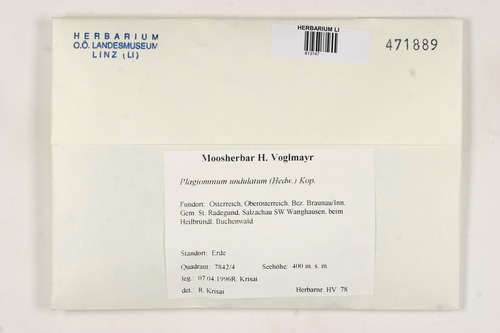 HERBARIUM
O.Ö. LANDESMUSEUM
LINZ (LI)
HERBARIUM LI
813747
471889
Moosherbar H. Voglmayr
Plagiomnium undulatum (Hedw.) Kop.
Fundort: Österreich, Oberösterreich, Bez. Braunau/Inn,
Gem. St. Radegund, Salzachau SW Wanghausen, beim
Heilbründl, Buchenwald
Standort: Erde
Quadrant: 7842/4 Seehöhe: 400 m. s. m.
leg.: 07.04.1996R. Krisai
det.: R. Krisai Herbarnr. HV 78